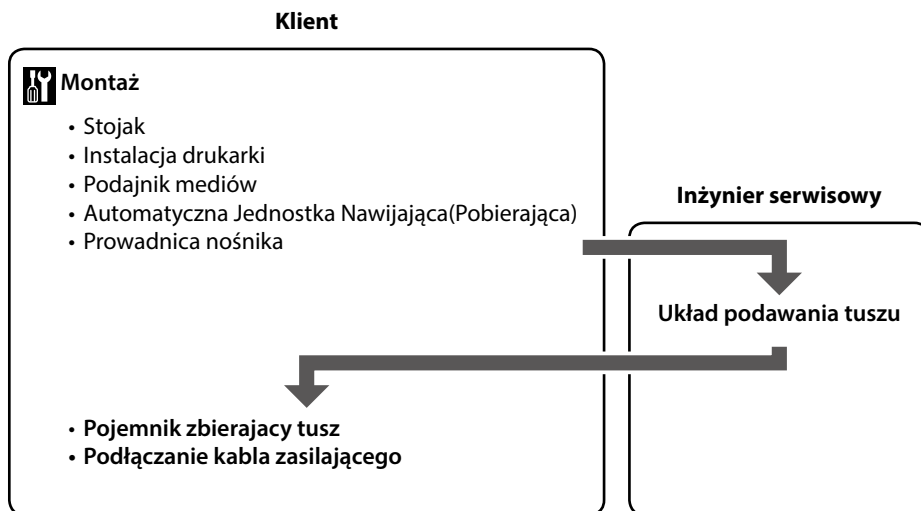 Klient
Montaż
• Stojak
• Instalacja drukarki
• Podajnik mediów
• Automatyczna Jednostka Nawijająca(Pobierająca)
• Prowadnica nośnika
Inżynier serwisowy
Układ podawania tuszu
• Pojemnik zbierajacy tusz
• Podłączanie kabla zasilającego